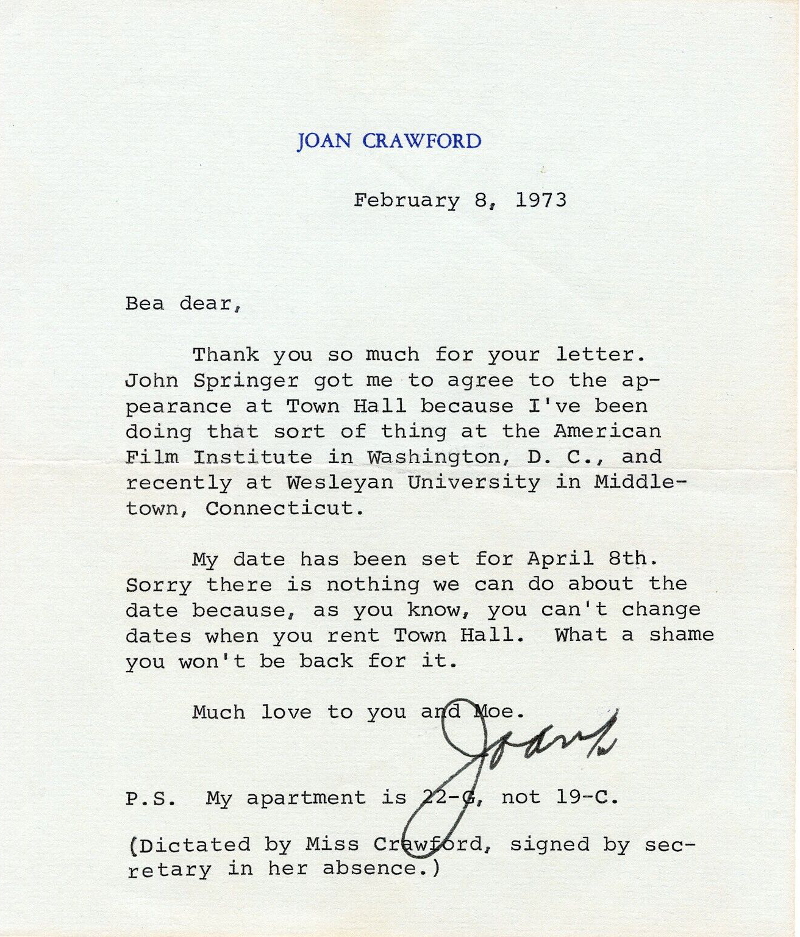 JOAN CRAWFORD
February 8, 1973
Bea dear,
Thank you so much for your letter.
John Springer got me to agree to the ap-
pearance at Town Hall because I've been
doing that sort of thing at the American
Film Institute in Washington, D. C., and
recently at Wesleyan University in Middle-
town, Connecticut.
My date has been set for April 8th.
Sorry there is nothing we can do about the
date because, as you know, you can't change
dates when you rent Town Hall.  What a shame
you won't be back for it.
Much love to you and Moe.
Joan
P.S.  My apartment is 22-G, not 19-C.
(Dictated by Miss Crawford, signed by sec-
retary in her absence.)